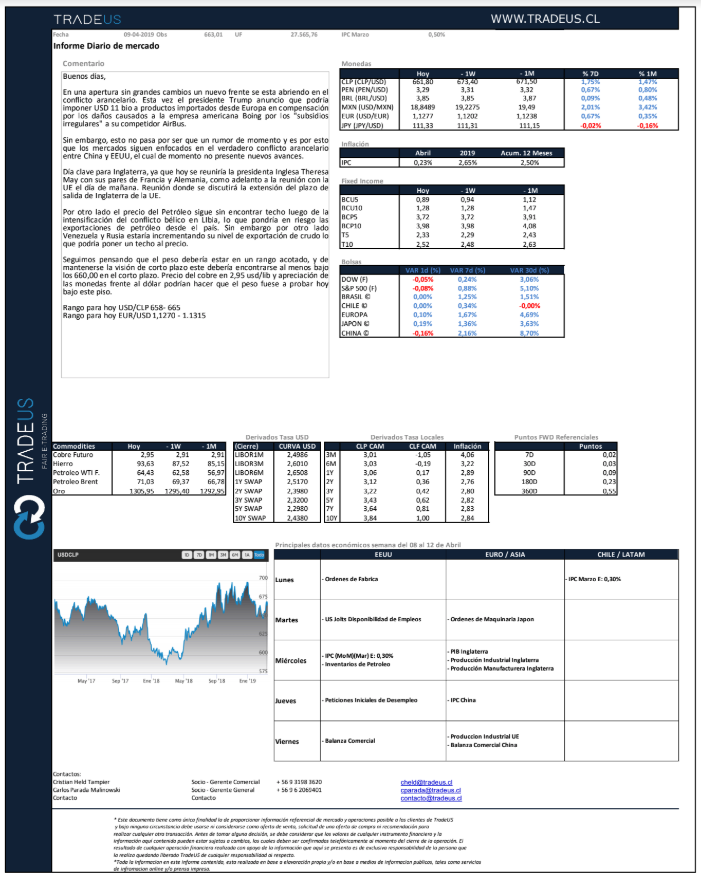 TRADEUS
WWW.TRADEUS.CL
Fecha 09-04-2019 Obs 663,01 UF 27.565,76 IPC Marzo 0,50%
Informe Diario de mercado
Comentario
Buenos días,
En una apertura sin grandes cambios un nuevo frente se esta abriendo en el
conflicto arancelario. Esta vez el presidente Trump anuncio que podría
imponer USD 11 bio a productos importados desde Europa en compensación
por los daños causados a la empresa American Boing por los "subsidios
irregulares" a su competidor AirBus.
Sin embargo, esto no pasa por ser que un rumor de momento y es por esto
que los mercados siguen enfocados en el verdadero conflicto arancelario
entre China y EEUU, el cual de momento no presente nuevos avances.
Día clave para Inglaterra, ya que hoy se reuniría la presidenta Inglesa Theresa
May con sus pares de Francia y Alemania, como adelanto a la reunión con la
UE el día de mañana. Reunión donde se discutirá la extensión del plazo de
salida de Inglaterra de la UE.
Por otro lado el precio del Petróleo sigue sin encontrar techo luego de la
intensificación del conflicto bélico en Libia, lo que pondría en riesgo las
exportaciones de petróleo desde el país. Sin embargo por otro lado
Venezuela y Rusia estaría incrementando su nivel de exportación de crudo lo
que podría poner un techo al precio.
Seguimos pensando que el peso debería estar en un rango acotado, y de
mantenerse la visión de corto plazo este debería encontrarse al menos bajo
los 660,00 en el corto plazo. Precio del cobre en 2,95 usd/lb y apreciación de
las monedas frente al dólar podrían hacer que el peso fuese a probar hoy
bajo este piso.
Rango para hoy USD/CLP 658- 665
Rango para hoy EUR/USD 1,1270 - 1.1315
Monedas
Hoy - 1W - 1M % 7D % 1M
CLP (CLP/USD) 661,80 673,40 671,50 1,75% 1,47%
PEN (PEN/USD) 3,29 3,31 3,32 0,67% 0,80%
BRL (BRL/USD) 3,85 3,85 3,87 0,09% 0,48%
MXN (USD/MXN) 18,8489 19,2275 19,49 2,01% 3,42%
EUR (USD/EUR) 1,1277 1,1202 1,1238 0,67% 0,35%
JPY (JPY/USD) 111,33 111,31 111,15 -0,02% -0,16%
Inflación
Abril 2019 Acum. 12 Meses
IPC 0,23% 2,65% 2,50%
Fixed Income
Hoy - 1W - 1M
BCU5 0,89 0,94 1,12
BCU10 1,28 1,28 1,47
BCP5 3,72 3,72 3,91
BCP10 3,98 3,98 4,08
T5 2,33 2,29 2,43
T10 2,52 2,48 2,63
Bolsas
VAR 1d (%) VAR 7d (%) VAR 30d (%)
DOW (F) -0,05% 0,24% 3,06%
S&P 500 (F) -0,08% 0,88% 5,10%
BRASIL © 0,00% 1,25% 1,51%
CHILE © 0,00% 0,34% -0,00%
EUROPA 0,10% 1,67% 4,69%
JAPON © 0,19% 1,36% 3,63%
CHINA © -0,16% 2,16% 8,70%
TRADEUS
FAIR E-TRADING
Commodities Hoy - 1W - 1M
Cobre Futuro 2,95 2,91 2,91
Hierro 93,63 87,52 85,15
Petroleo WTI F. 64,43 62,58 56,97
Petroleo Brent 71,03 69,37 66,78
Oro 1305,95 1295,40 1292,95
Derivados Tasa USD
(Cierre) CURVA USD
LIBOR1M 2,4986
LIBOR3M 2,6010
LIBOR6M 2,6508
1Y SWAP 2,5170
2Y SWAP 2,3980
3Y SWAP 2,3200
5Y SWAP 2,2980
10Y SWAP 2,4380
Derivados Tasa Locales
CLP CAM CLF CAM Inflación
3M 3,01 -1,05 4,06
6M 3,03 -0,19 3,22
1Y 3,06 0,17 2,89
2Y 3,12 0,36 2,76
3Y 3,22 0,42 2,80
5Y 3,43 0,62 2,82
7Y 3,64 0,81 2,83
10Y 3,84 1,00 2,84
Puntos FWD Referenciales
Puntos
7D 0,02
30D 0,03
90D 0,09
180D 0,23
360D 0,55
USDCLP 1D 7D 1M 3M 6M 1A Todo
700
675
625
600
575
May '17 Sep '17 Ene '18 May '18 Sep '18 Ene '19
Principales datos económicos semana del 08 al 12 de Abril
EEUU EURO / ASIA CHILE / LATAM
Lunes - Ordenes de Fabrica - IPC Marzo E: 0,30%
Martes - US Jolts Disponibilidad de Empleos - Ordenes de Maquinaria Japon
Miércoles - IPC (MoM)(Mar) E: 0,30%
- Inventarios de Petroleo
- PIB Inglaterra
- Producción Industrial Inglaterra
- Producción Manufacturera Inglaterra
Jueves - Peticiones Iniciales de Desempleo - IPC China
Viernes - Balanza Comercial
- Produccion Industrial UE
- Balanza Comercial China
Contactos:
Cristian Held Tampier Socio - Gerente Comercial + 56 9 3198 3620 cheld@tradeus.cl
Carlos Parada Malinowski Socio - Gerente General + 56 9 6 2069401 cparada@tradeus.cl
Contacto Contacto contacto@tradeus.cl
* Este documento tiene como única finalidad la de proporcionar información referencial de mercado y operaciones posible a los clientes de TradeUS
y bajo ninguna circunstancia debe usarse ni considerarse como oferta de venta, solicitud de una oferta de compra ni recomendación para
realizar cualquier otra transacción. Antes de tomar alguna decisión, se debe considerar que los valores de cualquier instrumento financiero y la
información aquí contenida pueden estar sujetos a cambios, los cuales deben ser confirmados telefónicamente al momento del cierre de la operación. El
resultado de cualquier operación financiera realizada con apoyo de la información que aquí se presenta es de exclusiva responsabilidad de la persona que
la realiza quedando liberado TradeUS de cualquier responsabilidad al respecto.
*Toda la informacion en este informe contenida, esta realizada en base a elavoración propia y/o en base a medios de informacion publicos, tales como servicios
de infromacion online y/o prensa impresa.